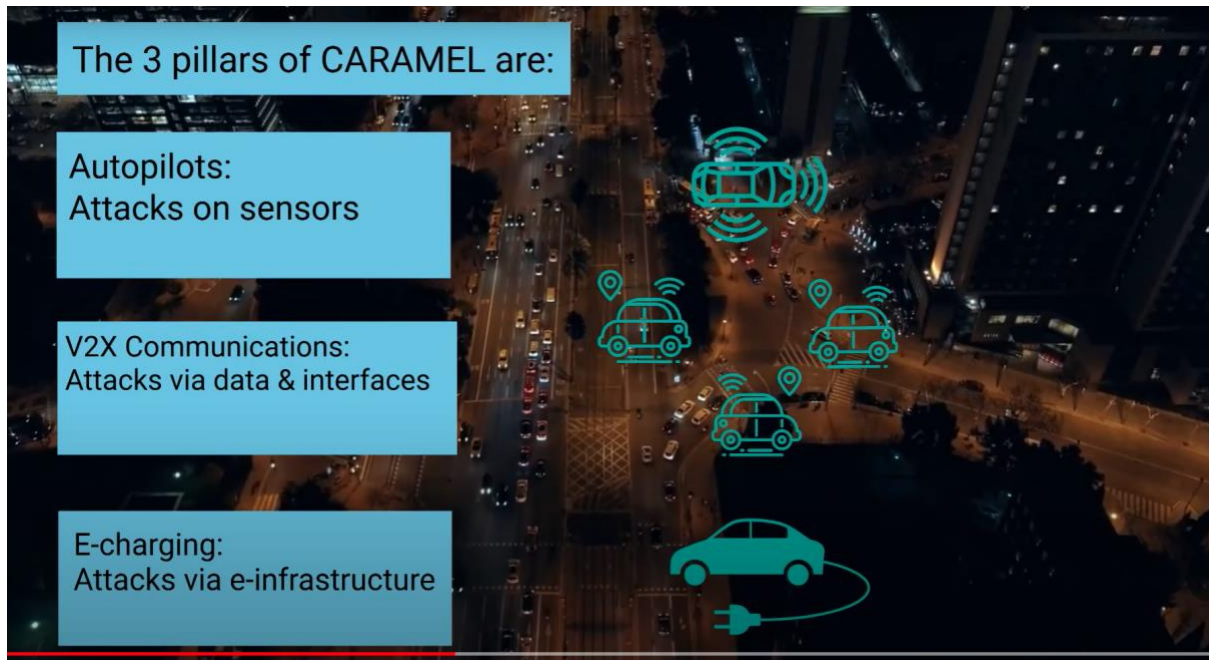 The 3 pillars of CARAMEL are:
Autopilots:
Attacks on sensors
V2X Communications:
Attacks via data & interfaces
E-charging:
Attacks via e-infrastructure